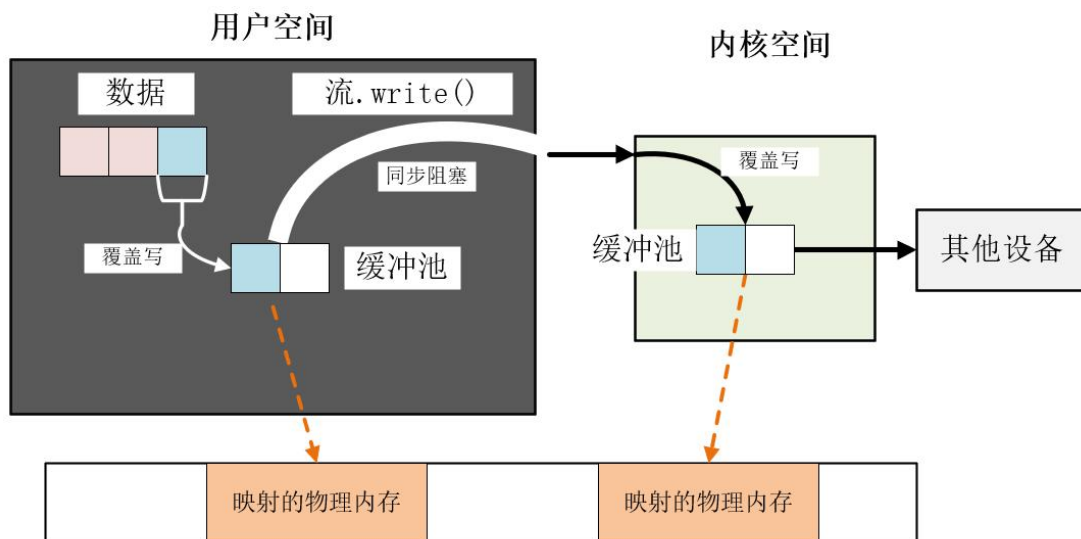 用户空间
内核空间
数据
流.write()
同步阻塞
覆盖写
覆盖写
缓冲池
缓冲池
其他设备
映射的物理内存
映射的物理内存